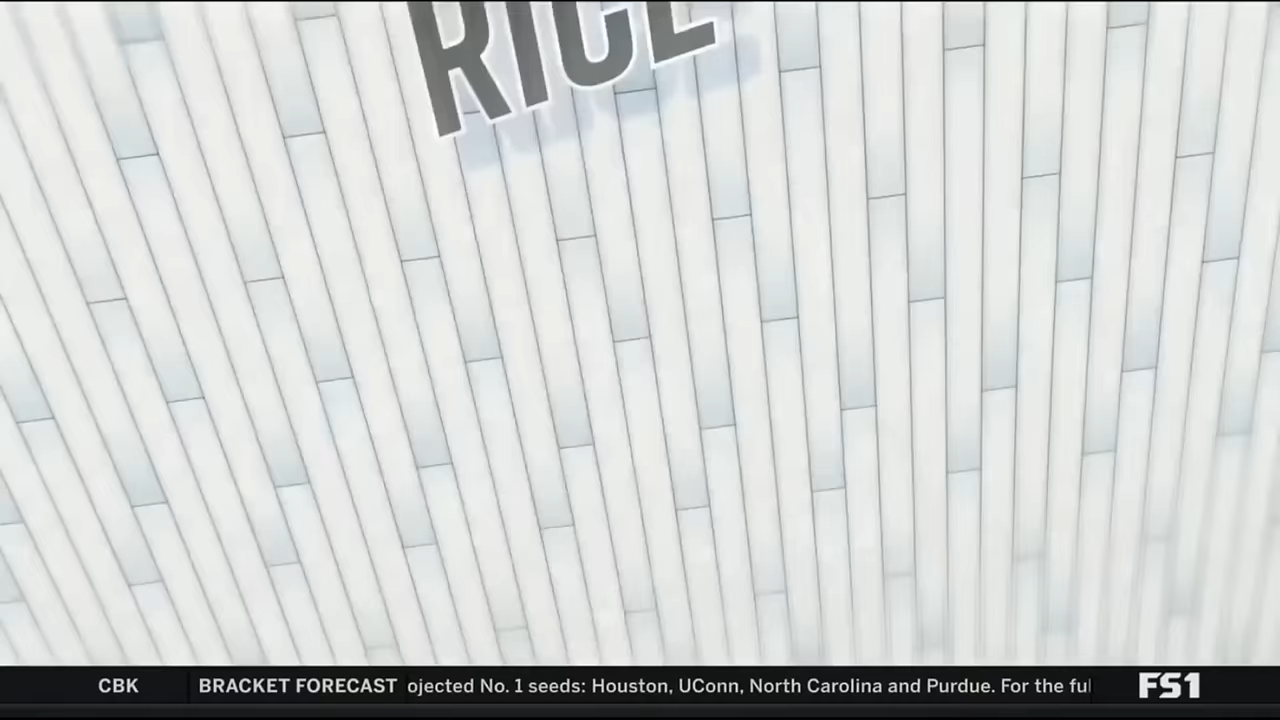 RICE
CBK BRACKET FORECAST ojected No. 1 seeds: Houston, UConn, North Carolina and Purdue. For the ful FS1